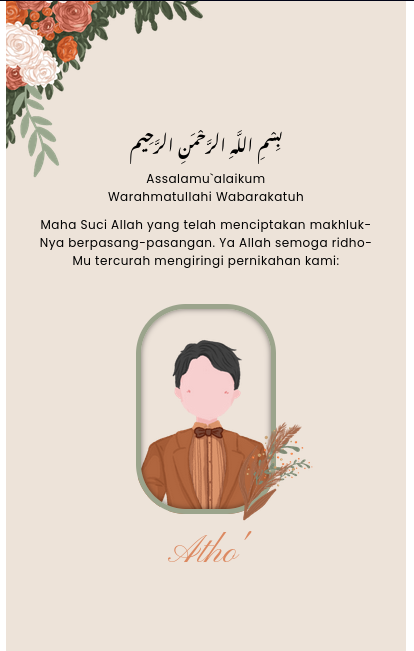 بِسْمِ اللَّهِ الرَّحْمَنِ الرَّحِيم
Assalamu`alaikum
Warahmatullahi Wabarakatuh
Maha Suci Allah yang telah menciptakan makhluk-
Nya berpasang-pasangan. Ya Allah semoga ridho-
Mu tercurah mengiringi pernikahan kami:
Atho'